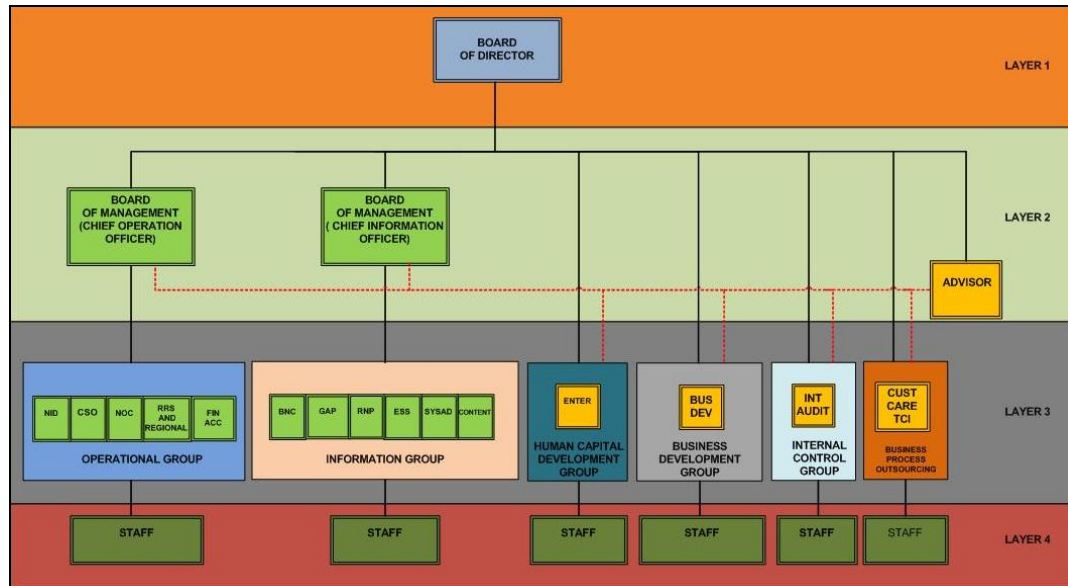 BOARD
OF DIRECTOR
LAYER 1
BOARD
OF MANAGEMENT
(CHIEF OPERATION
OFFICER)
BOARD
OF MANAGEMENT
( CHIEF INFORMATION
OFFICER)
LAYER 2
ADVISOR
NID
CSO
NOC
RRS
AND
REGIONAL
FIN
ACC
OPERATIONAL GROUP
BNC
GAP
RNP
ESS
SYSAD
CONTENT
INFORMATION GROUP
ENTER
HUMAN CAPITAL
DEVELOPMENT
GROUP
BUS
DEV
BUSINESS
DEVELOPMENT
GROUP
INT
AUDIT
INTERNAL
CONTROL
GROUP
CUST
CARE
TCI
BUSINESS
PROCESS
OUTSOURCING
LAYER 3
STAFF
STAFF
STAFF
STAFF
STAFF
STAFF
LAYER 4